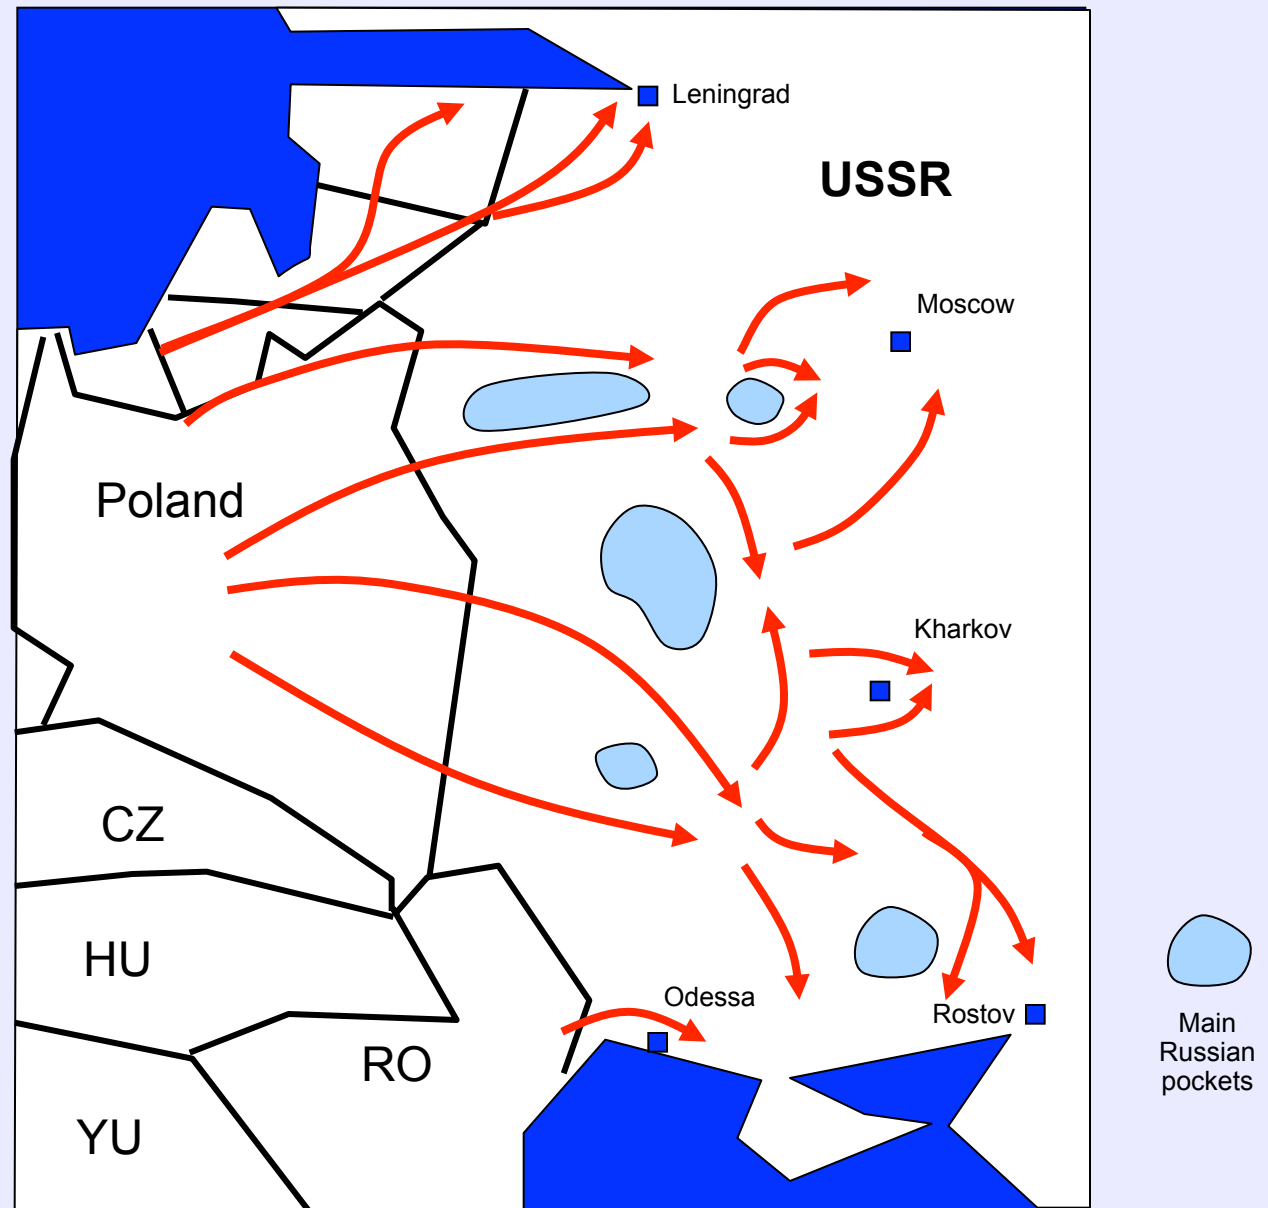 Leningrad
USSR
Moscow
Poland
Kharkov
CZ
HU
Odessa
Rostov
RO
YU
Main
Russian
pockets